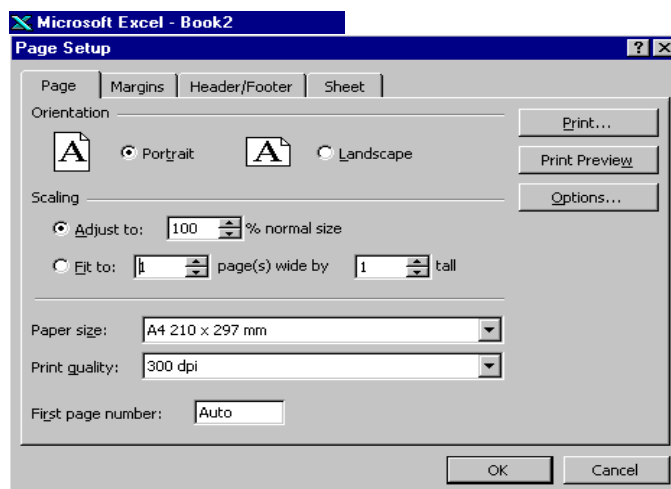 Microsoft Excel - Book2
Page Setup ? X
Page Margins Header/Footer Sheet
Orientation
A Portrait A Landscape
Print...
Print Preview
Scaling
Options...
Adjust to: 100 % normal size
Fit to: 1 page(s) wide by 1 tall
Paper size: A4 210 x 297 mm
Print quality: 300 dpi
First page number: Auto
OK Cancel